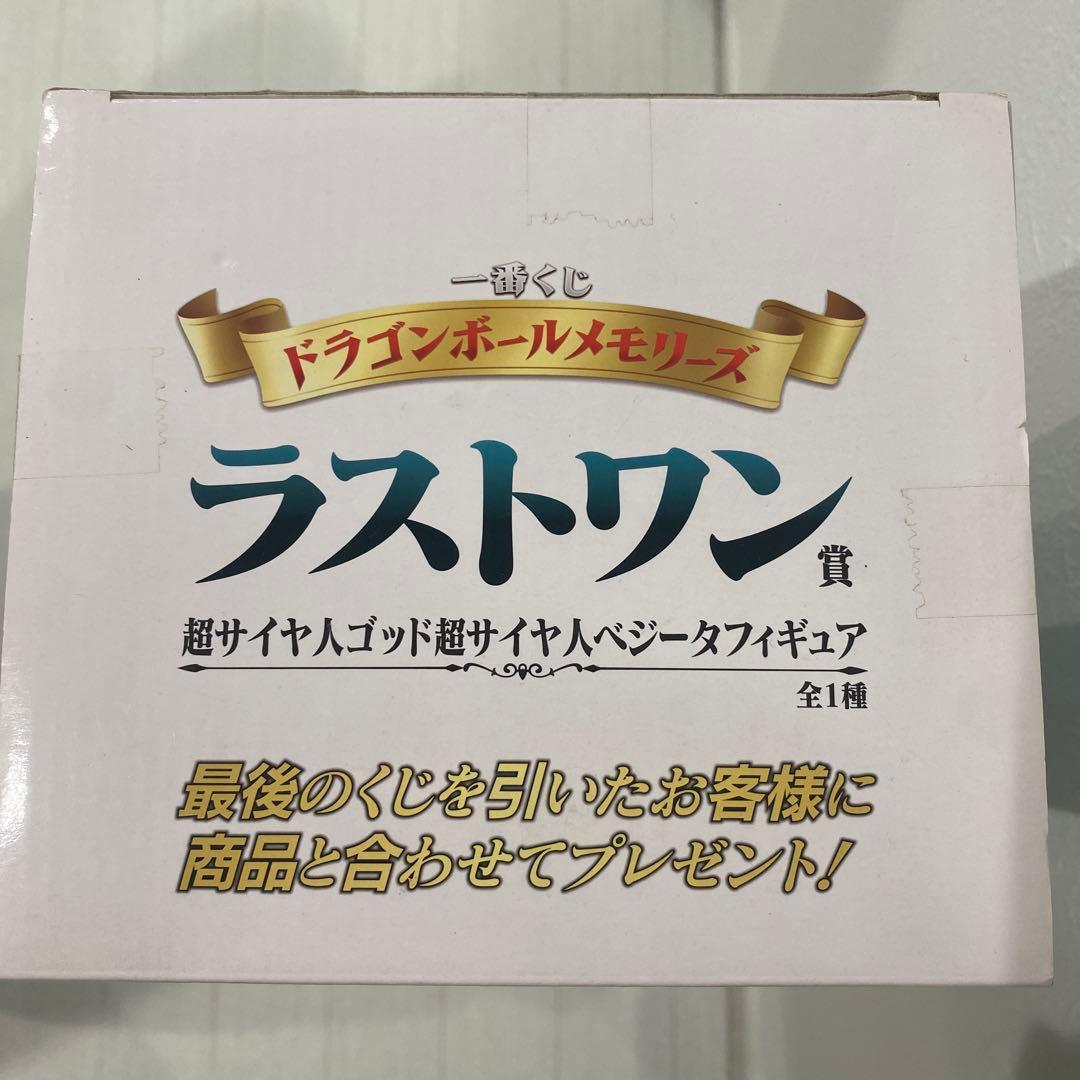 一番くじ
ドラゴンボールメモリーズ
ラストワン賞
超サイヤ人ゴッド超サイヤ人ベジータフィギュア
全1種
最後のくじを引いたお客様に
商品と合わせてプレゼント!